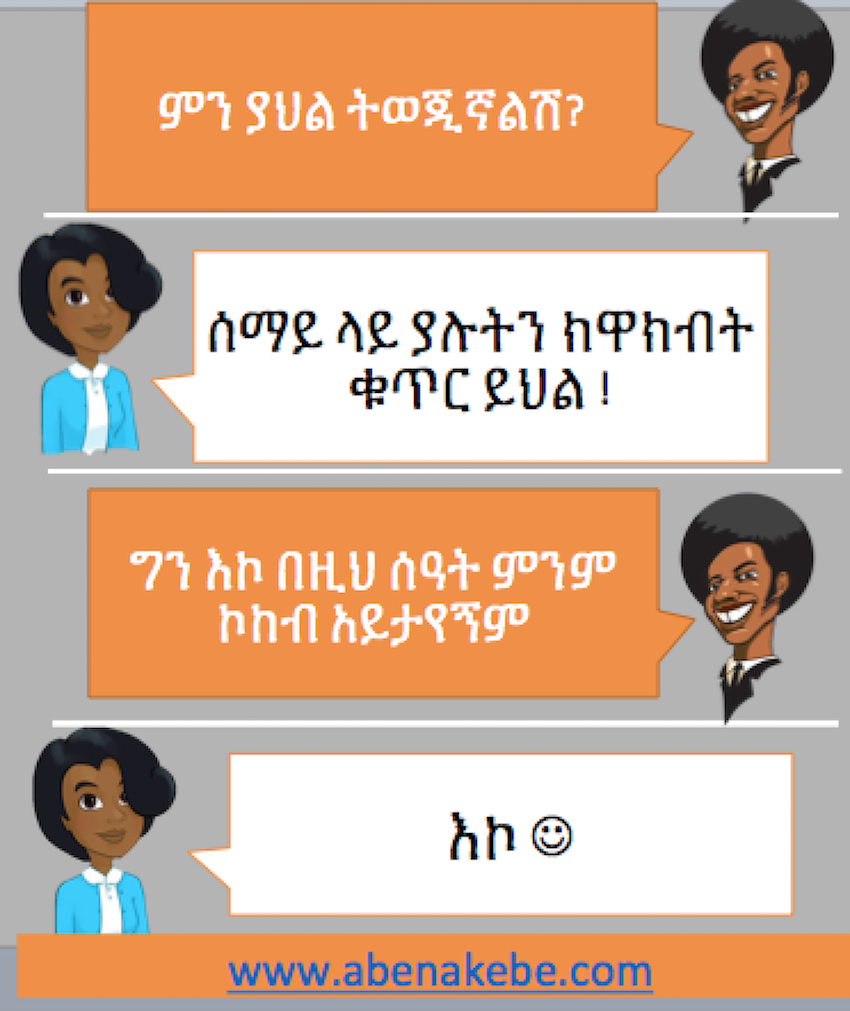 ምን ያህል ትወጂኛልሽ?
ሰማይ ላይ ያሉትን ክዋክብት
ቁጥር ይህል !
ግን እኮ በዚህ ሰዓት ምንም
ኮከብ አይታየኝም
እኮ ☺
www.abenakebe.com